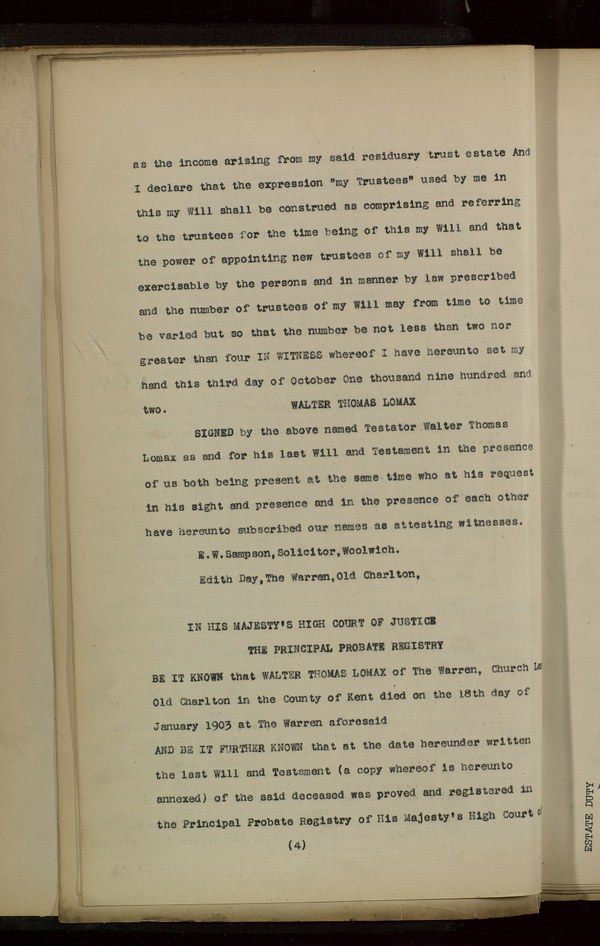 as the income arising from my said residuary trust estate And
I declare that the expression "my Trustees" used by me in
this my Will shall be construed as comprising and referring
to the trustees for the time being of this my Will and that
the power of appointing new trustees of my Will shall be
exercisable by the persons and in manner by law prescribed
and the number of trustees of my Will may from time to time
be varied but so that the number be not less than two nor
greater than four IN WITNESS whereof I have hereunto set my
hand this third day of October One thousand nine hundred and
two. WALTER THOMAS LOMAX
SIGNED by the above named Testator Walter Thomas
Lomax as and for his last Will and Testament in the presence
of us both being present at the same time who at his request
in his sight and presence and in the presence of each other
have hereunto subscribed our names as attesting witnesses.
E.W.Sampson,Solicitor,Woolwich.
Edith Day,The Warren,Old Charlton,
IN HIS MAJESTY'S HIGH COURT OF JUSTICE
THE PRINCIPAL PROBATE REGISTRY
BE IT KNOWN that WALTER THOMAS LOMAX of The Warren, Church
Old Charlton in the County of Kent died on the 18th day of
January 1903 at The Warren aforesaid
AND BE IT FURTHER KNOWN that at the date hereunder written
the last Will and Testament (a copy whereof is hereunto
annexed) of the said deceased was proved and registered in
the Principal Probate Registry of His Majesty's High Court
(4)
ESTATE DUTY